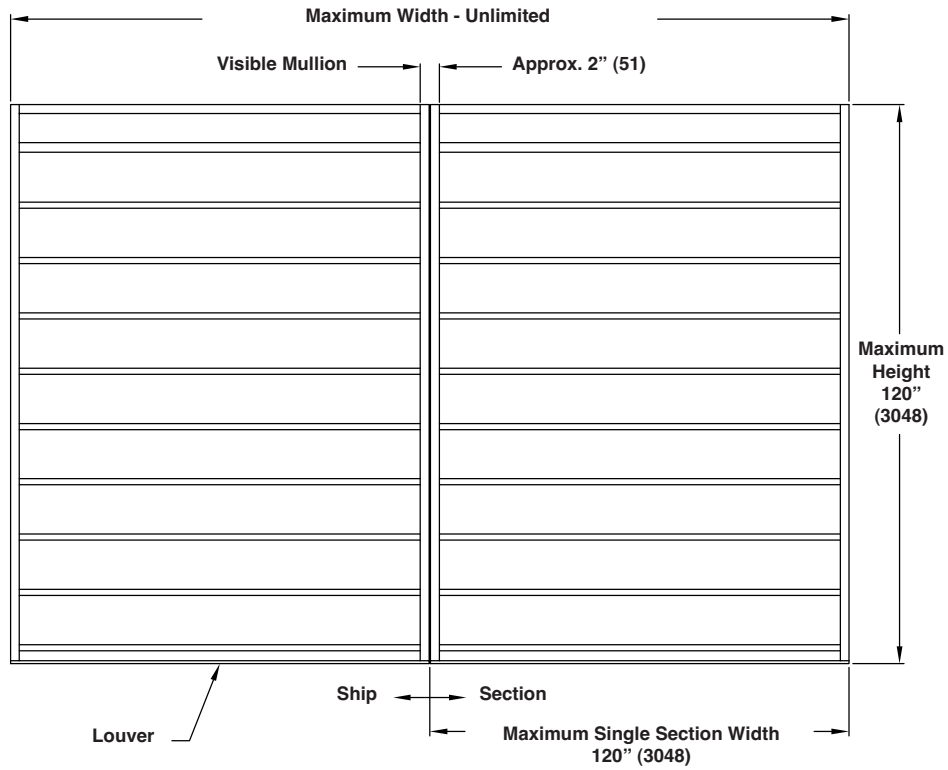 Maximum Width - Unlimited
Visible Mullion
Approx. 2” (51)
Maximum
Height
120”
(3048)
Ship
Section
Louver
Maximum Single Section Width
120” (3048)